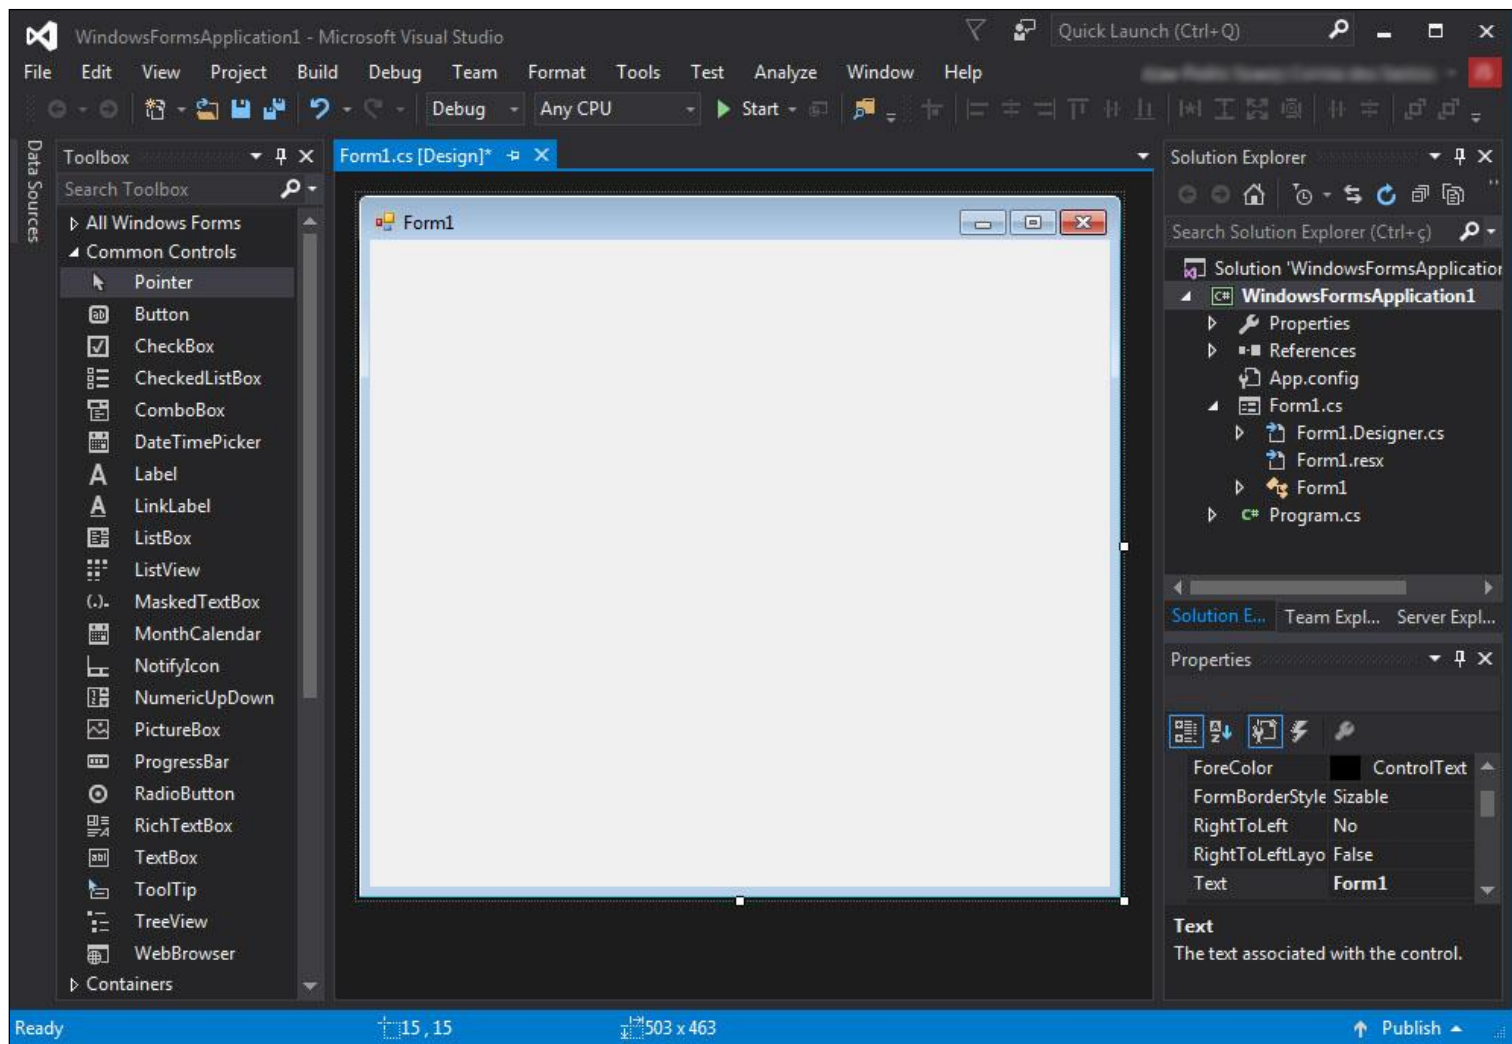 WindowsFormsApplication1 - Microsoft Visual Studio
Quick Launch (Ctrl+Q)
File Edit View Project Build Debug Team Format Tools Test Analyze Window Help
Debug Any CPU Start
Data Sources
Toolbox
Search Toolbox
All Windows Forms
Common Controls
Pointer
Button
CheckBox
CheckedListBox
ComboBox
DateTimePicker
Label
LinkLabel
ListBox
ListView
MaskedTextBox
MonthCalendar
NotifyIcon
NumericUpDown
PictureBox
ProgressBar
RadioButton
RichTextBox
TextBox
ToolTip
TreeView
WebBrowser
Containers
Form1.cs [Design]*
Form1
Solution Explorer
Search Solution Explorer (Ctrl+ç)
Solution 'WindowsFormsApplication
WindowsFormsApplication1
Properties
References
App.config
Form1.cs
Form1.Designer.cs
Form1.resx
Form1
C# Program.cs
Solution E... Team Expl... Server Expl...
Properties
ForeColor ControlText
FormBorderStyle Sizable
RightToLeft No
RightToLeftLayo False
Text Form1
Text
The text associated with the control.
Ready 15 , 15 503 x 463 Publish